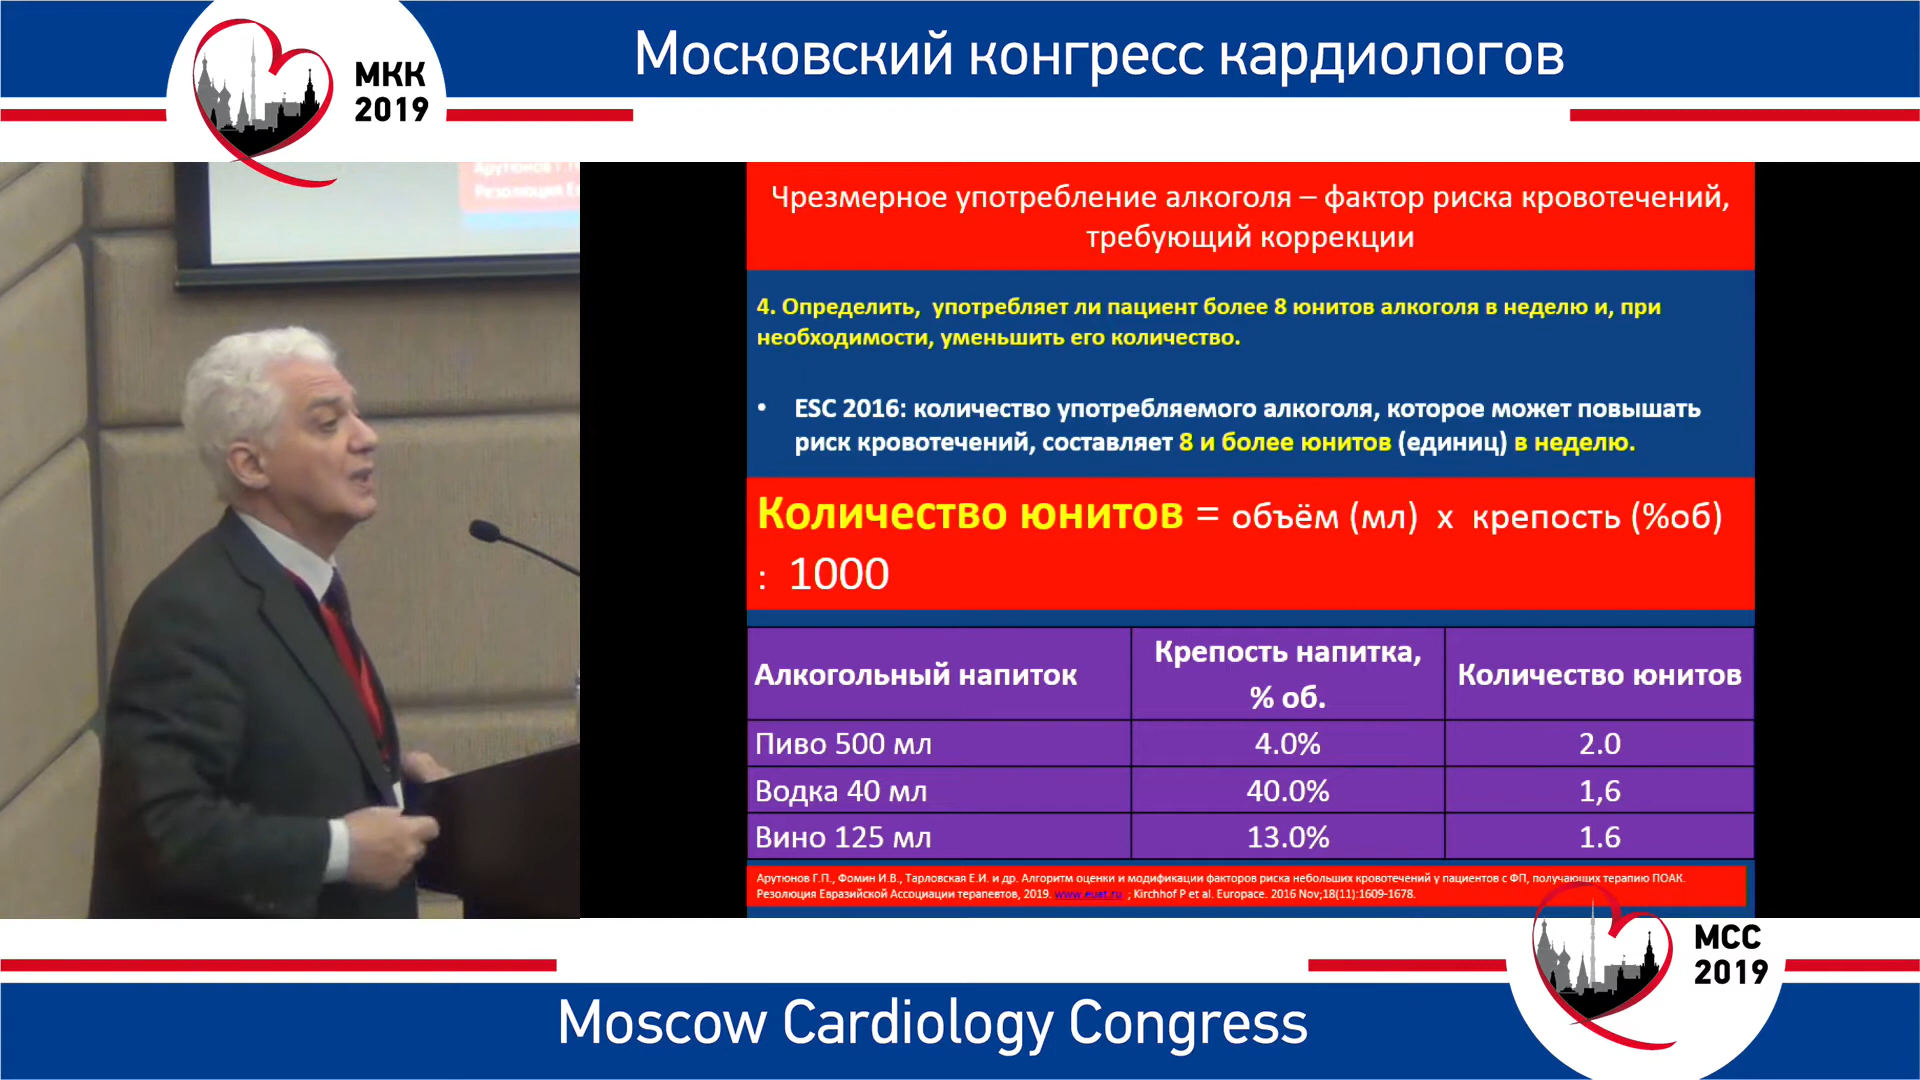 Московский конгресс кардиологов
МКК
2019
Арутюнов Г.П
Резолюция Е
Чрезмерное употребление алкоголя – фактор риска кровотечений,
требующий коррекции
4. Определить, употребляет ли пациент более 8 юнитов алкоголя в неделю и, при
необходимости, уменьшить его количество.
• ESC 2016: количество употребляемого алкоголя, которое может повышать
риск кровотечений, составляет 8 и более юнитов (единиц) в неделю.
Количество юнитов = объём (мл) x крепость (%об)
: 1000
Алкогольный напиток Крепость напитка, % об. Количество юнитов
Пиво 500 мл 4.0% 2.0
Водка 40 мл 40.0% 1,6
Вино 125 мл 13.0% 1.6
Арутюнов Г.П., Фомин И.В., Тарловская Е.И. и др. Алгоритм оценки и модификации факторов риска небольших кровотечений у пациентов с ФП, получающих терапию ПОАК.
Резолюция Евразийской Ассоциации терапевтов, 2019. www.euat.ru ; Kirchhof P et al. Europace. 2016 Nov;18(11):1609-1678.
MCC
2019
Moscow Cardiology Congress